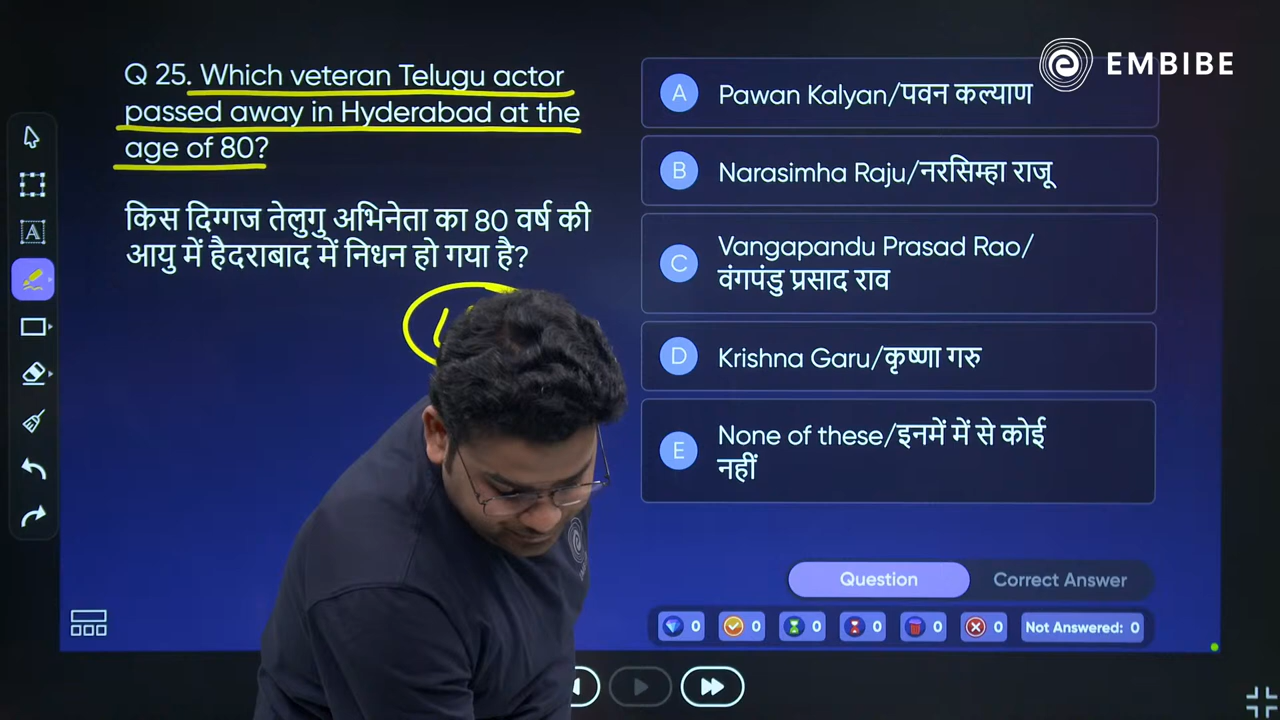 EMBIBE
Q 25. Which veteran Telugu actor
passed away in Hyderabad at the
age of 80?
किस दिग्गज तेलुगु अभिनेता का 80 वर्ष की
आयु में हैदराबाद में निधन हो गया है?
A Pawan Kalyan/पवन कल्याण
B Narasimha Raju/नरसिम्हा राजू
C Vangapandu Prasad Rao/
वंगपंडु प्रसाद राव
D Krishna Garu/कृष्णा गरु
E None of these/इनमें में से कोई
नहीं
Question Correct Answer
0 0 0 0 0 0 Not Answered: 0
A